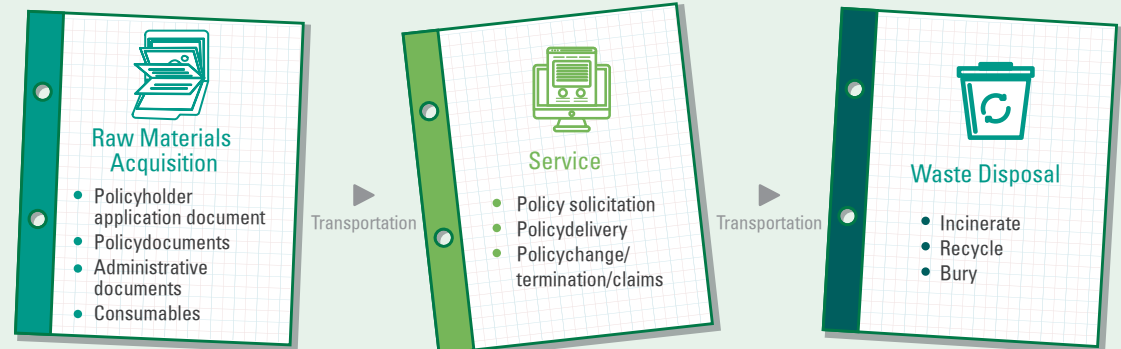 Raw Materials
Acquisition
Policyholder
application document
Policydocuments
Administrative
documents
Consumables
Transportation
Service
Policy solicitation
Policydelivery
Policychange/
termination/claims
Transportation
Waste Disposal
Incinerate
Recycle
Bury